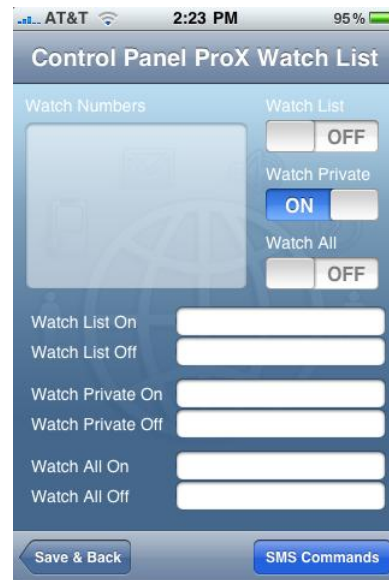 AT&T 2:23 PM 95%
Control Panel ProX Watch List
Watch Numbers
Watch List
OFF
Watch Private
ON
Watch All
OFF
Watch List On
Watch List Off
Watch Private On
Watch Private Off
Watch All On
Watch All Off
Save & Back
SMS Commands